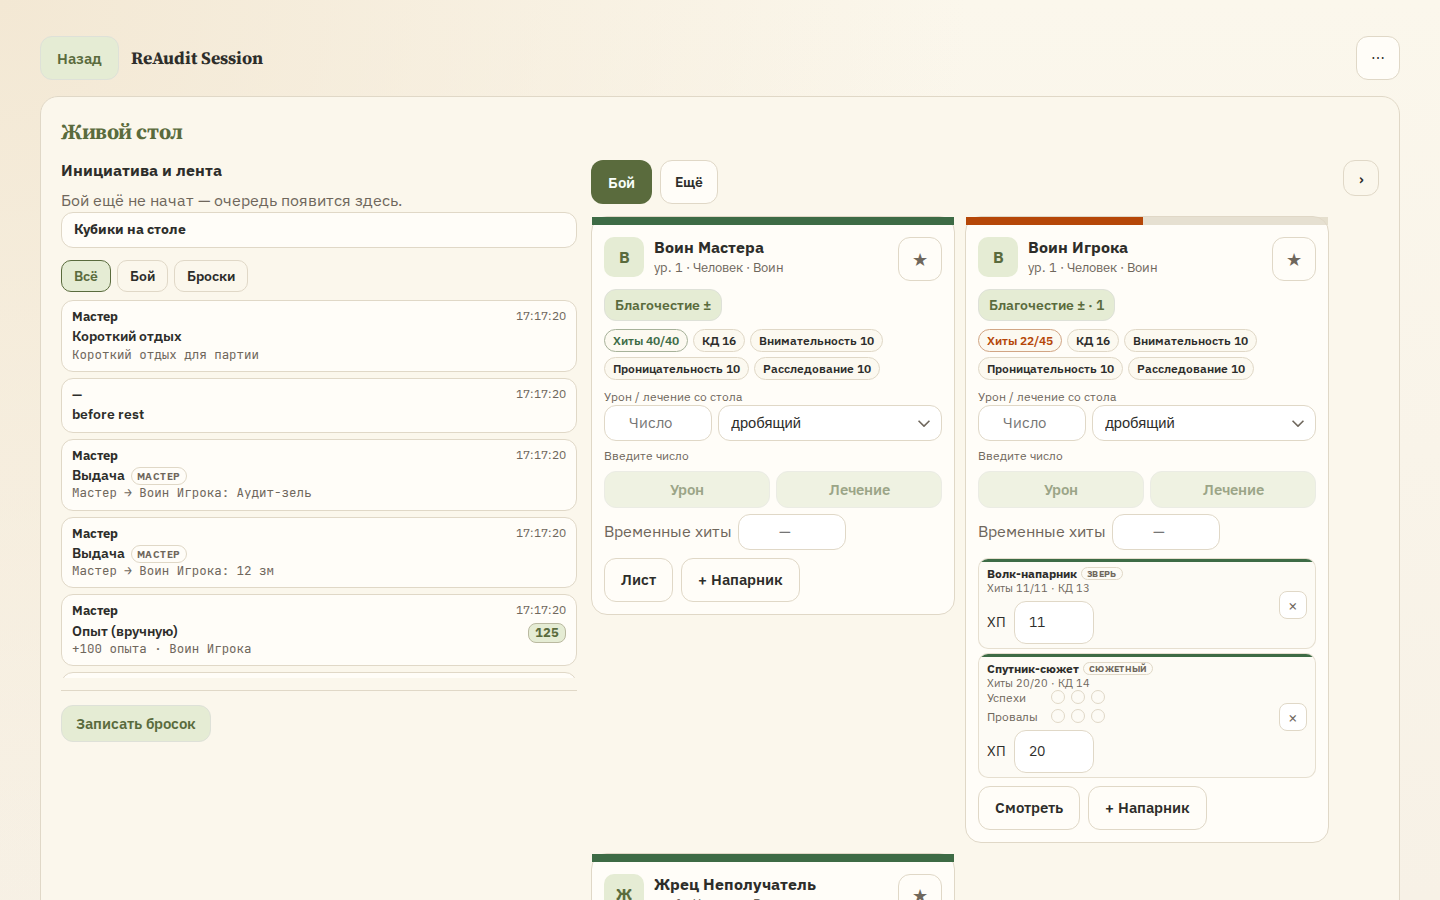 Назад
ReAudit Session
...
Живой стол
Инициатива и лента
Бой ещё не начат — очередь появится здесь.
Кубики на столе
Всё
Бой
Броски
Мастер
17:17:20
Короткий отдых
Короткий отдых для партии
—
17:17:20
before rest
Мастер
17:17:20
Выдача МАСТЕР
Мастер → Воин Игрока: Аудит-зелье
Мастер
17:17:20
Выдача МАСТЕР
Мастер → Воин Игрока: 12 зм
Мастер
17:17:20
Опыт (вручную)
125
+100 опыта · Воин Игрока
Записать бросок
Бой
Ещё
›
В
Воин Мастера
ур. 1 · Человек · Воин
★
Благочестие ±
Хиты 40/40
КД 16
Внимательность 10
Проницательность 10
Расследование 10
Урон / лечение со стола
Число
дробящий
Введите число
Урон
Лечение
Временные хиты
—
Лист
+ Напарник
В
Воин Игрока
ур. 1 · Человек · Воин
★
Благочестие ± · 1
Хиты 22/45
КД 16
Внимательность 10
Проницательность 10
Расследование 10
Урон / лечение со стола
Число
дробящий
Введите число
Урон
Лечение
Временные хиты
—
Волк-напарник ЗВЕРЬ
Хиты 11/11 · КД 13
ХП
11
×
Спутник-сюжет СЮЖЕТНЫЙ
Хиты 20/20 · КД 14
Успехи
Провалы
ХП
20
×
Смотреть
+ Напарник
Ж
Жрец Неполучатель
★